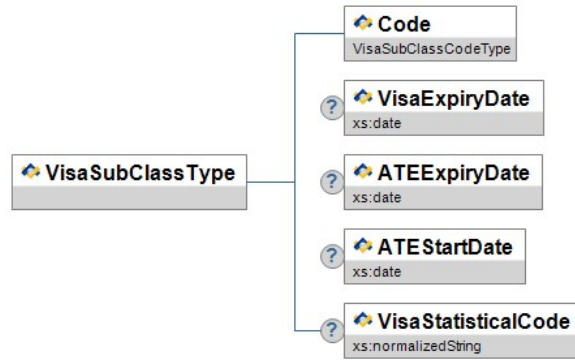 Code
VisaSubClassCodeType
?
VisaExpiryDate
xs:date
VisaSubClassType
?
ATEExpiryDate
xs:date
?
ATEStartDate
xs:date
?
VisaStatisticalCode
xs:normalizedString